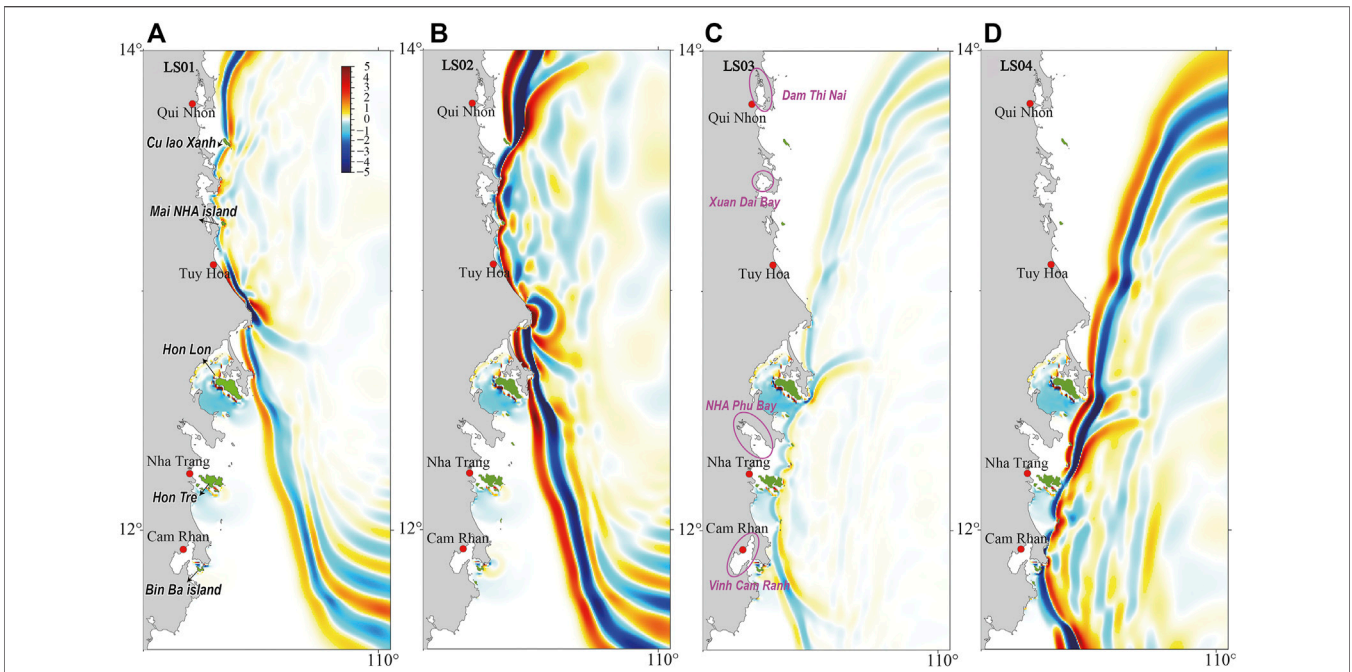 A
B
C
D
14°
14°
LS01
LS02
LS03
LS04
5
4
3
2
1
0
−1
−2
−3
−4
−5
Qui Nhon
Qui Nhon
Qui Nhon
Qui Nhon
Dam Thi Nai
Cu lao Xanh
Xuan Dai Bay
Mai NHA island
Tuy Hoa
Tuy Hoa
Tuy Hoa
Tuy Hoa
Hon Lon
NHA Phu Bay
Nha Trang
Nha Trang
Nha Trang
Nha Trang
Hon Tre
12°
12°
Cam Rhan
Cam Rhan
Cam Rhan
Cam Rhan
Bin Ba island
Vinh Cam Ranh
110°
110°
110°
110°